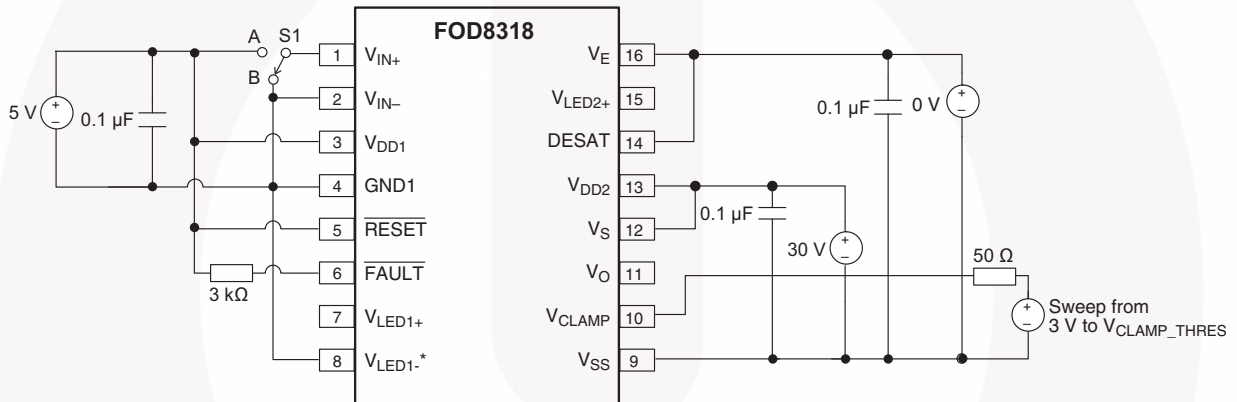 FOD8318
A
S1
B
5 V
+
–
0.1 µF
3 kΩ
1 V_IN+
2 V_IN–
3 V_DD1
4 GND1
5 R̅E̅S̅E̅T̅
6 F̅A̅U̅L̅T̅
7 V_LED1+
8 V_LED1-*
V_E 16
V_LED2+ 15
DESAT 14
V_DD2 13
V_S 12
V_O 11
V_CLAMP 10
V_SS 9
0.1 µF
0 V
+
–
0.1 µF
30 V
+
–
50 Ω
+
–
Sweep from
3 V to V_CLAMP_THRES